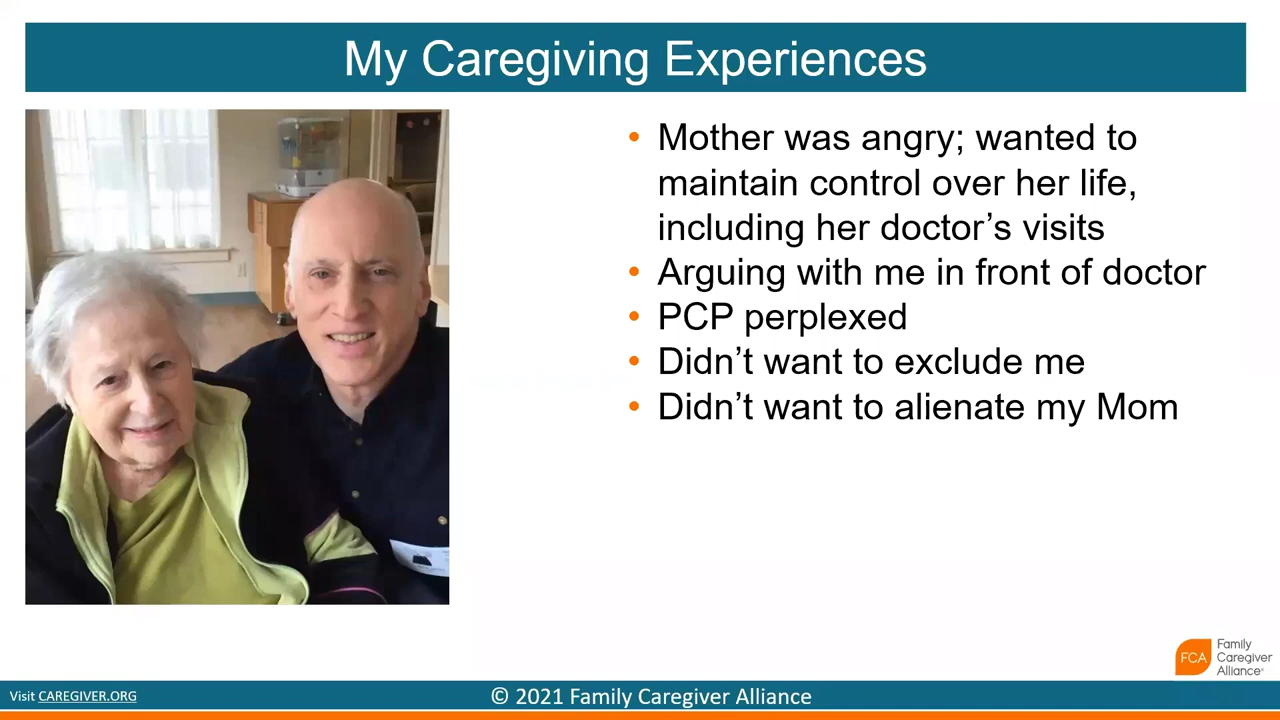 My Caregiving Experiences
• Mother was angry; wanted to
maintain control over her life,
including her doctor’s visits
• Arguing with me in front of doctor
• PCP perplexed
• Didn’t want to exclude me
• Didn’t want to alienate my Mom
FCA
Family
Caregiver
Alliance
Visit CAREGIVER.ORG
© 2021 Family Caregiver Alliance